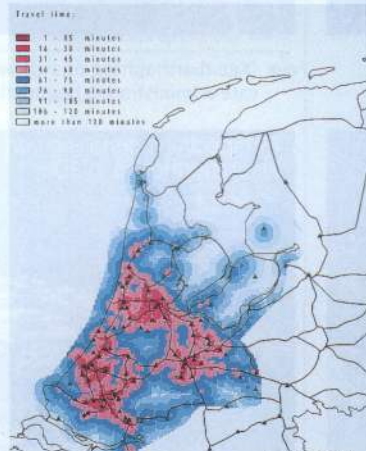 Travel time:
1 - 85 minutes
16 - 30 minutes
31 - 45 minutes
46 - 60 minutes
61 - 75 minutes
76 - 90 minutes
91 - 105 minutes
106 - 120 minutes
more than 120 minutes